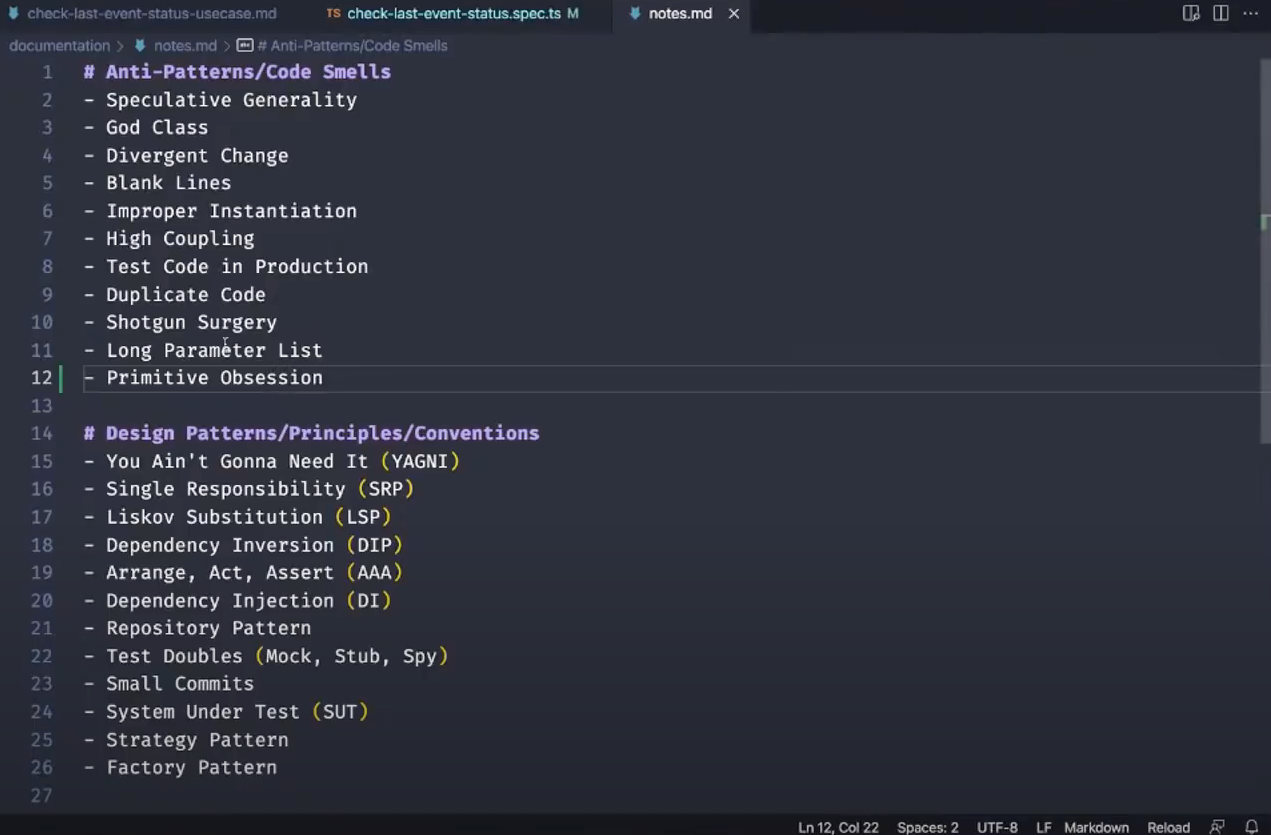 check-last-event-status-usecase.md TS check-last-event-status.spec.ts M notes.md
documentation > notes.md > # Anti-Patterns/Code Smells
1 # Anti-Patterns/Code Smells
2 - Speculative Generality
3 - God Class
4 - Divergent Change
5 - Blank Lines
6 - Improper Instantiation
7 - High Coupling
8 - Test Code in Production
9 - Duplicate Code
10 - Shotgun Surgery
11 - Long Parameter List
12 - Primitive Obsession
13
14 # Design Patterns/Principles/Conventions
15 - You Ain't Gonna Need It (YAGNI)
16 - Single Responsibility (SRP)
17 - Liskov Substitution (LSP)
18 - Dependency Inversion (DIP)
19 - Arrange, Act, Assert (AAA)
20 - Dependency Injection (DI)
21 - Repository Pattern
22 - Test Doubles (Mock, Stub, Spy)
23 - Small Commits
24 - System Under Test (SUT)
25 - Strategy Pattern
26 - Factory Pattern
27
Ln 12, Col 22 Spaces: 2 UTF-8 LF Markdown Reload